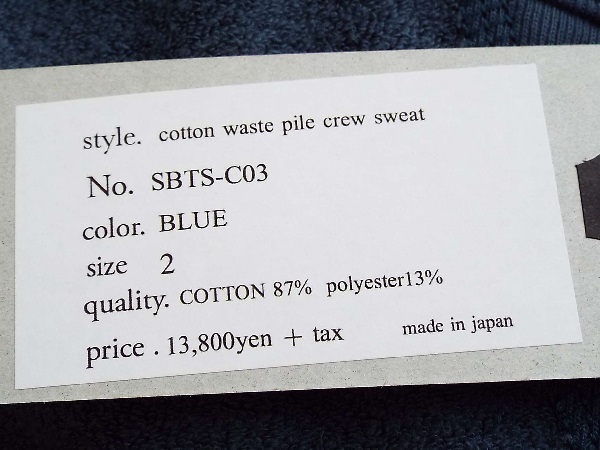 style. cotton waste pile crew sweat
No. SBTS-C03
color. BLUE
size 2
quality. COTTON 87% polyester13%
price . 13,800yen + tax made in japan